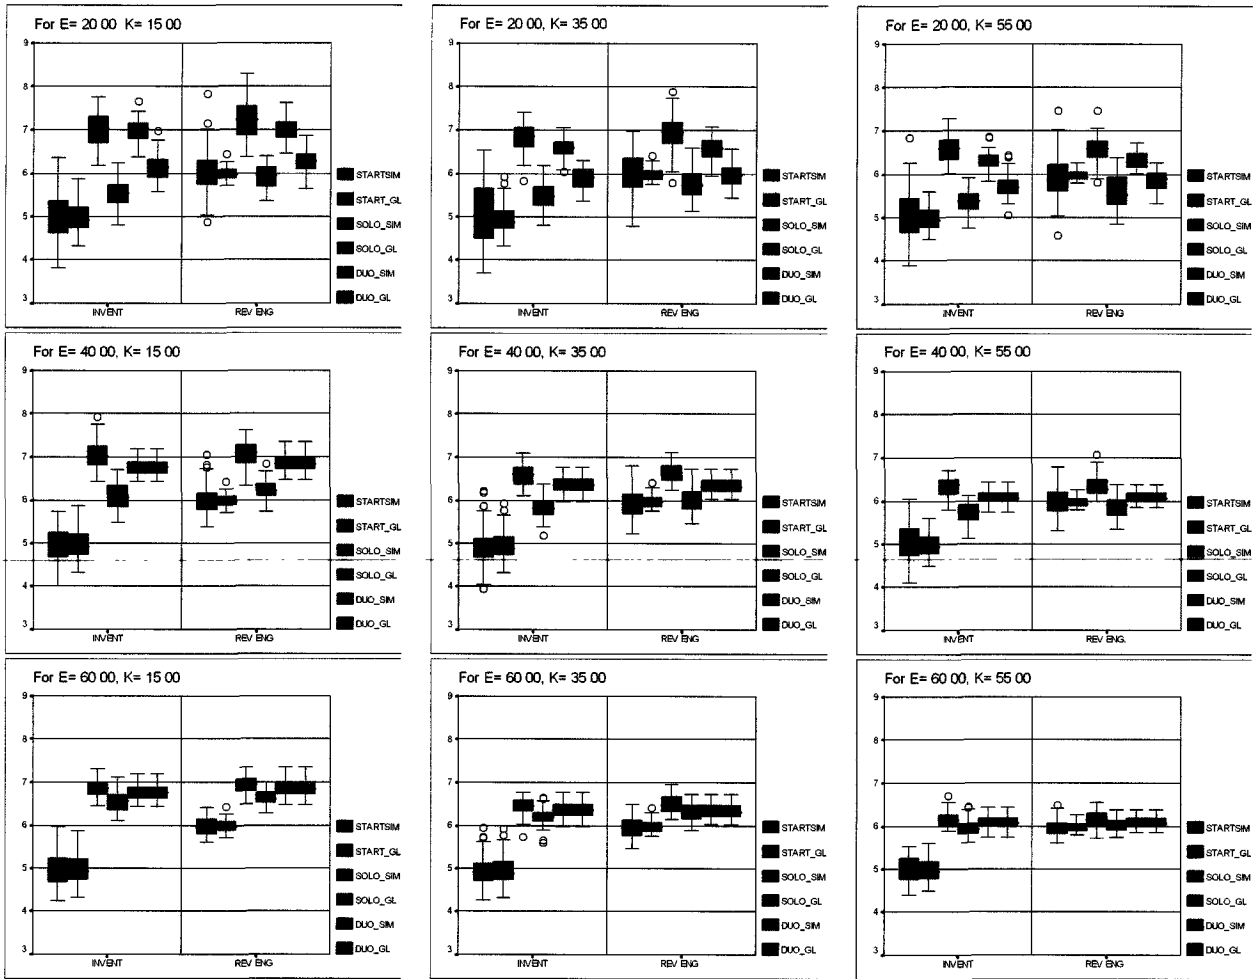 For E= 20 00 K= 15 00
9
8
7
6
5
4
3
INVENT
REV ENG
STARTSIM
START_GL
SOLO_SIM
SOLO_GL
DUO_SIM
DUO_GL
For E= 20 00, K= 35 00
9
8
7
6
5
4
3
INVENT
REV ENG
STARTSIM
START_GL
SOLO_SIM
SOLO_GL
DUO_SIM
DUO_GL
For E= 20 00, K= 55 00
9
8
7
6
5
4
3
INVENT
REV ENG
STARTSIM
START_GL
SOLO_SIM
SOLO_GL
DUO_SIM
DUO_GL
For E= 40 00, K= 15 00
9
8
7
6
5
4
3
INVENT
REV ENG
STARTSIM
START_GL
SOLO_SIM
SOLO_GL
DUO_SIM
DUO_GL
For E= 40 00, K= 35 00
9
8
7
6
5
4
3
INVENT
REV ENG.
STARTSIM
START_GL
SOLO_SIM
SOLO_GL
DUO_SIM
DUO_GL
For E= 40 00, K= 55 00
9
8
7
6
5
4
3
INVENT
REV ENG.
STARTSIM
START_GL
SOLO_SIM
SOLO_GL
DUO_SIM
DUO_GL
For E= 60 00, K= 15 00
9
8
7
6
5
4
3
INVENT
REV ENG
STARTSIM
START_GL
SOLO_SIM
SOLO_GL
DUO_SIM
DUO_GL
For E= 60 00, K= 35 00
9
8
7
6
5
4
3
INVENT
REV ENG
STARTSIM
START_GL
SOLO_SIM
SOLO_GL
DUO_SIM
DUO_GL
For E= 60 00, K= 55 00
9
8
7
6
5
4
3
INVENT
REV ENG
STARTSIM
START_GL
SOLO_SIM
SOLO_GL
DUO_SIM
DUO_GL